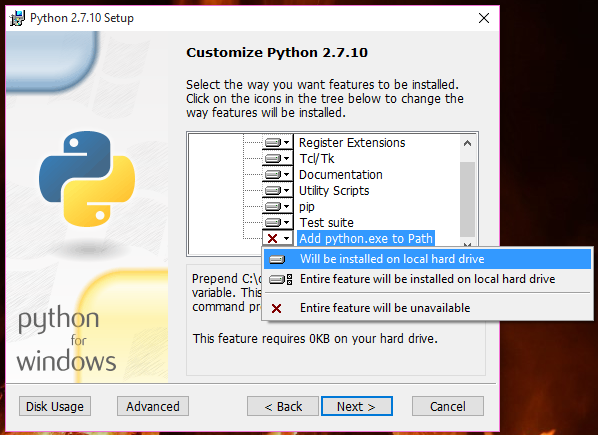 Python 2.7.10 Setup
Customize Python 2.7.10
Select the way you want features to be installed.
Click on the icons in the tree below to change the
way features will be installed.
Register Extensions
Tcl/Tk
Documentation
Utility Scripts
pip
Test suite
Add python.exe to Path
Will be installed on local hard drive
Entire feature will be installed on local hard drive
Entire feature will be unavailable
Prepend C:\
variable. This
command
This feature requires 0KB on your hard drive.
python
for
windows
Disk Usage
Advanced
< Back
Next >
Cancel